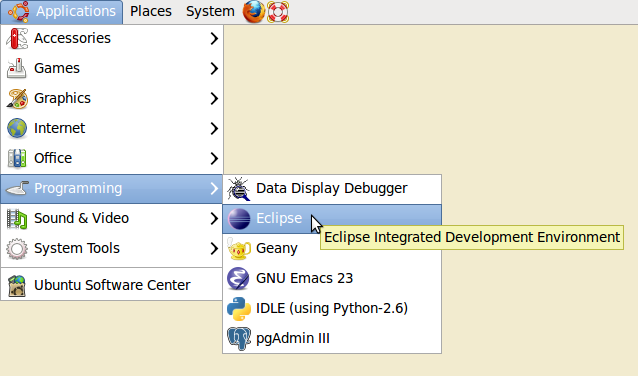 Applications Places System
Accessories
Games
Graphics
Internet
Office
Programming
Sound & Video
System Tools
Ubuntu Software Center
Data Display Debugger
Eclipse
Eclipse Integrated Development Environment
Geany
GNU Emacs 23
IDLE (using Python-2.6)
pgAdmin III